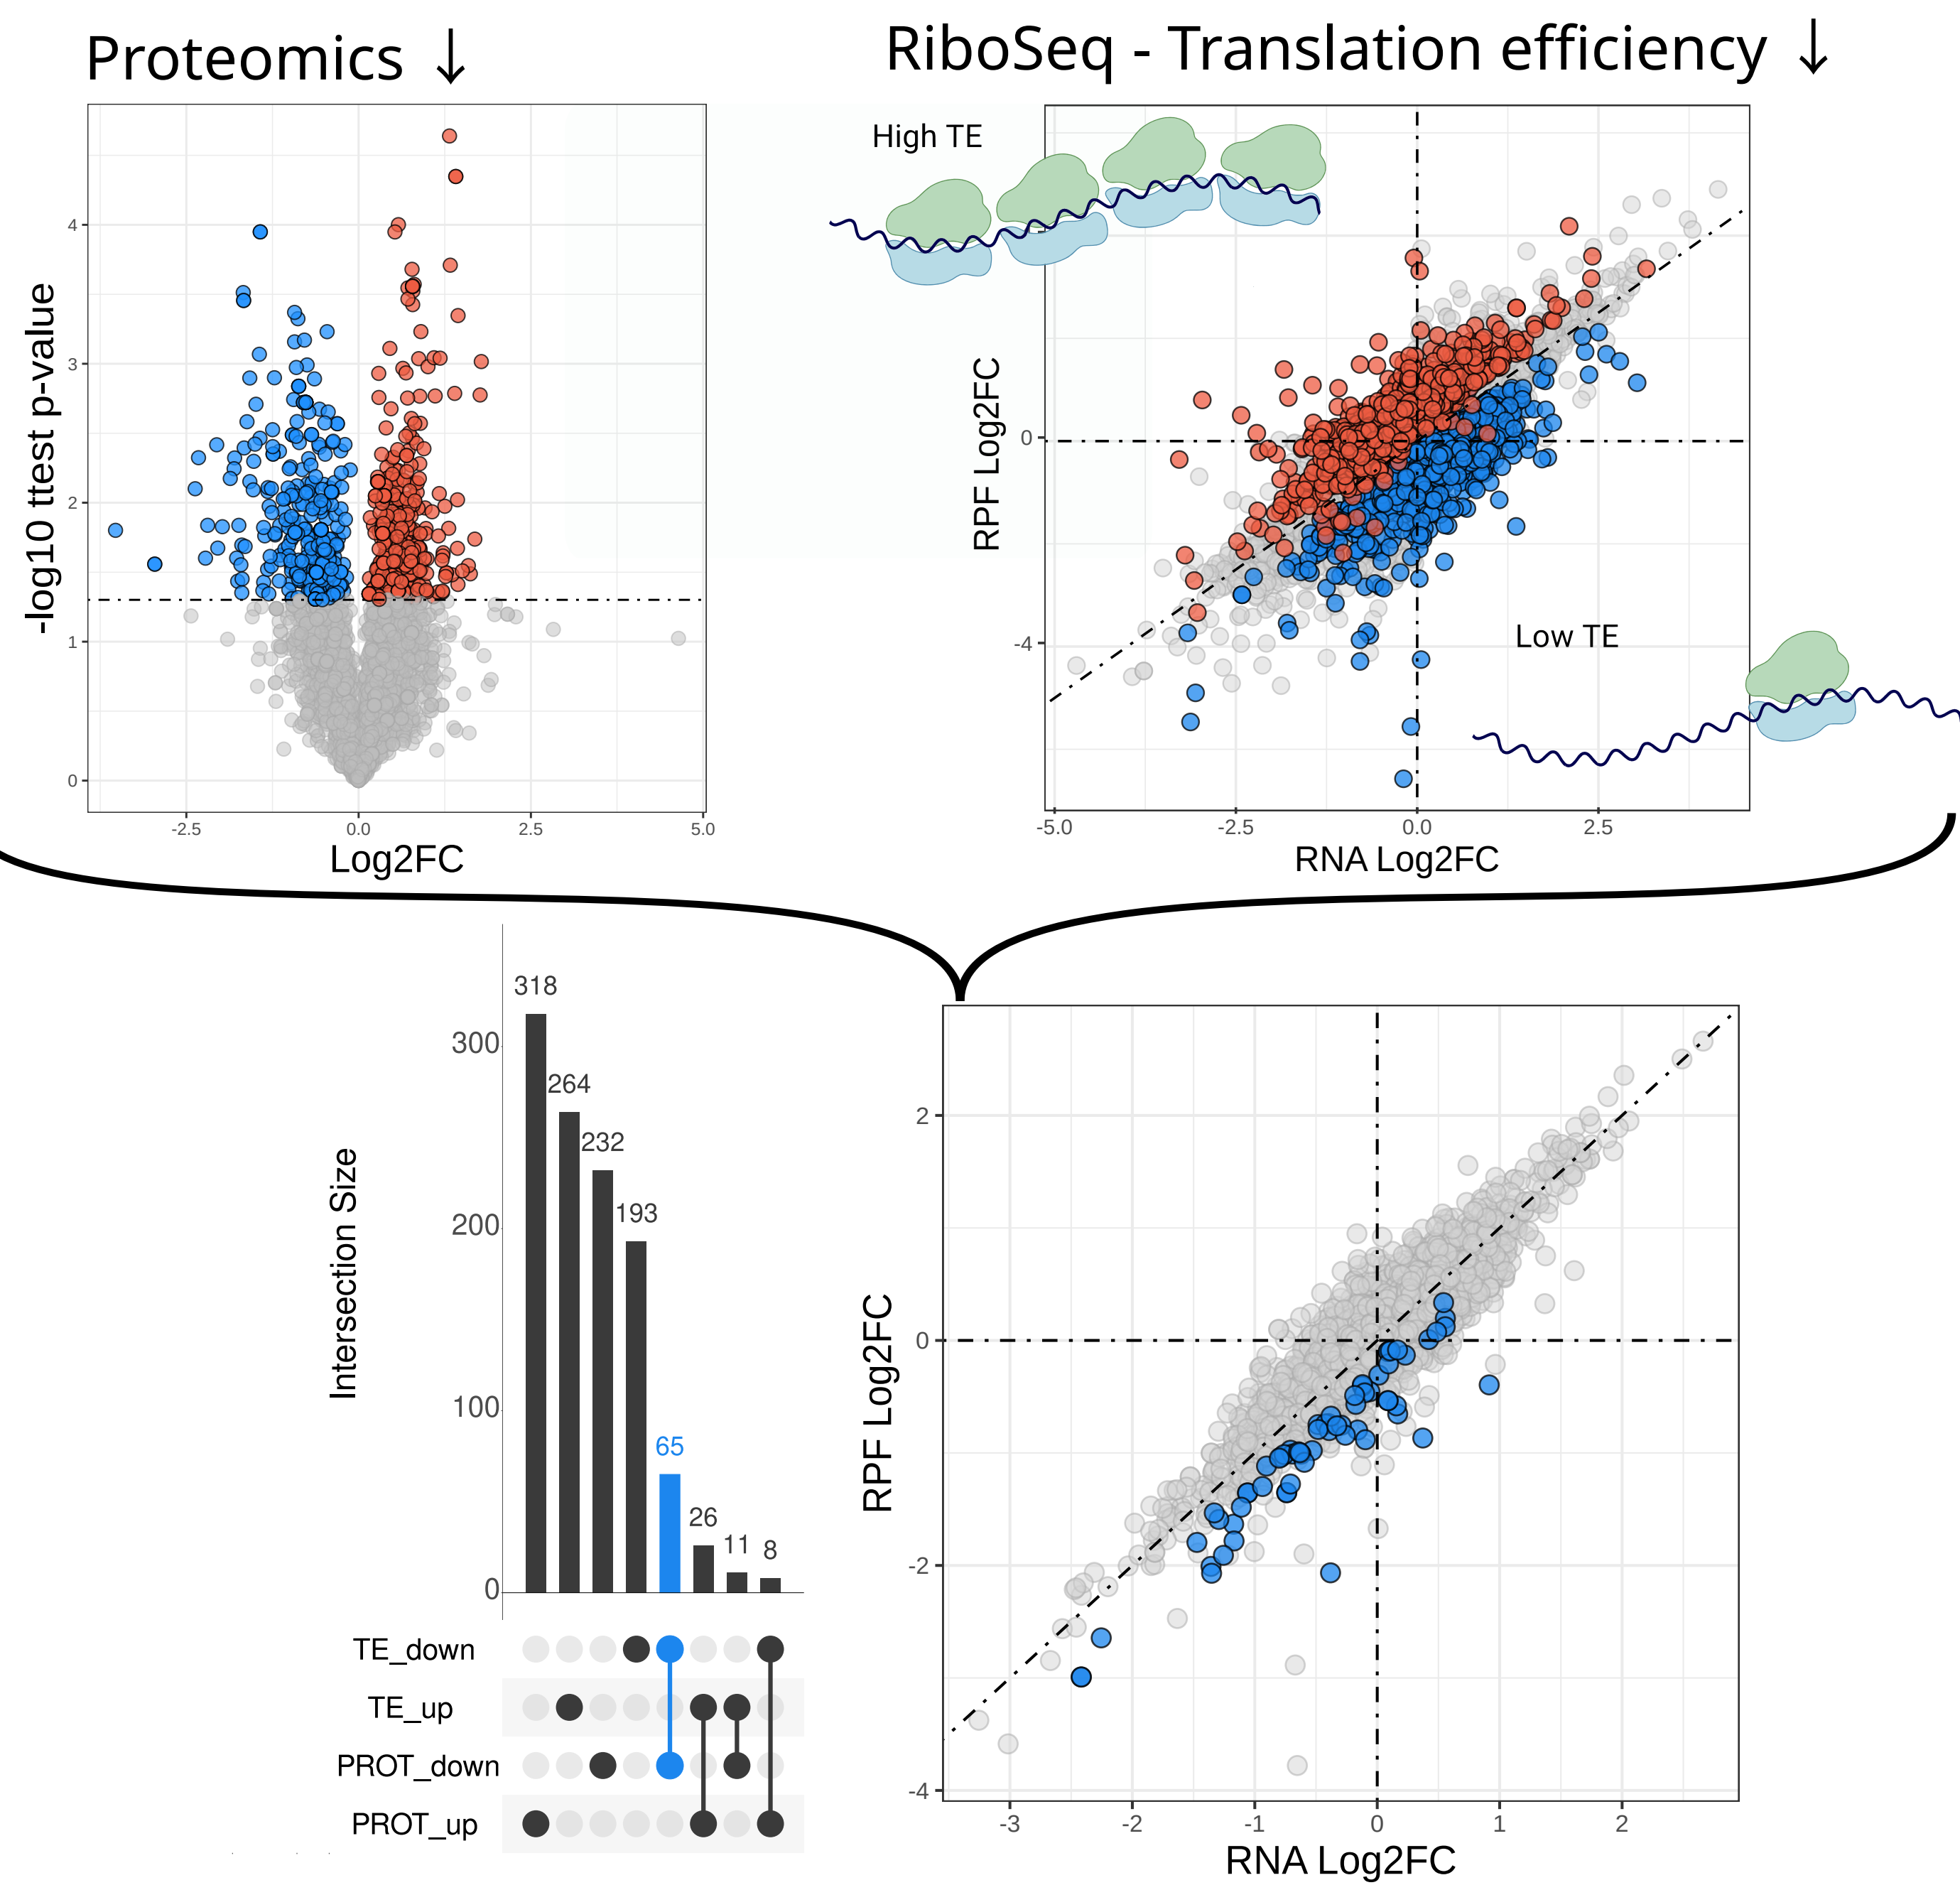 Proteomics ↓
RiboSeq - Translation efficiency ↓
-log10 ttest p-value
4
3
2
1
0
-2.5
0.0
2.5
5.0
Log2FC
High TE
Low TE
RPF Log2FC
0
-4
-5.0
-2.5
0.0
2.5
RNA Log2FC
Intersection Size
300
200
100
0
318
264
232
193
65
26
11
8
TE_down
TE_up
PROT_down
PROT_up
RPF Log2FC
2
0
-2
-4
-3
-2
-1
0
1
2
RNA Log2FC